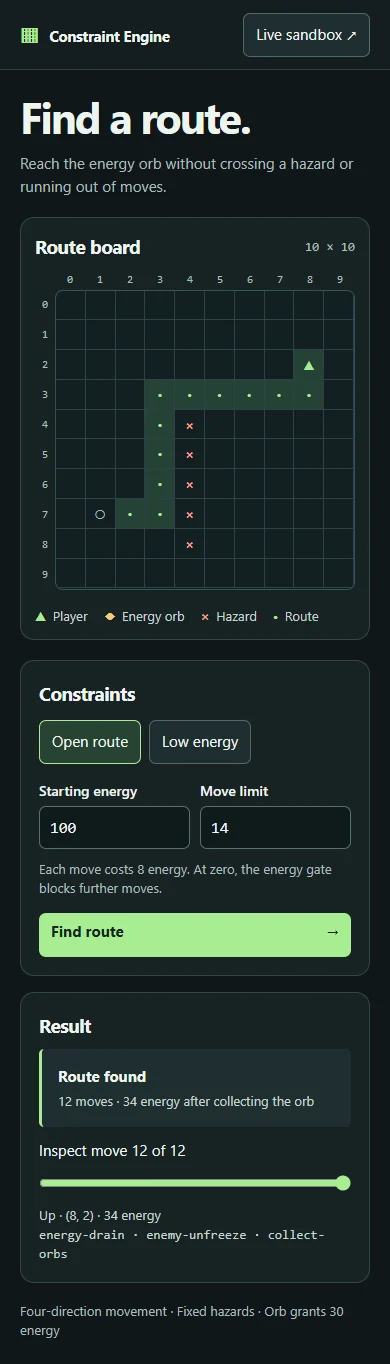 Constraint Engine
Live sandbox ↗
Find a route.
Reach the energy orb without crossing a hazard or
running out of moves.
Route board
10 × 10
0 1 2 3 4 5 6 7 8 9
0
1
2
3
4
5
6
7
8
9
Player
Energy orb
Hazard
Route
Constraints
Open route
Low energy
Starting energy
Move limit
100
14
Each move costs 8 energy. At zero, the energy gate
blocks further moves.
Find route →
Result
Route found
12 moves · 34 energy after collecting the orb
Inspect move 12 of 12
Up · (8, 2) · 34 energy
energy-drain · enemy-unfreeze · collect-
orbs
Four-direction movement · Fixed hazards · Orb grants 30
energy